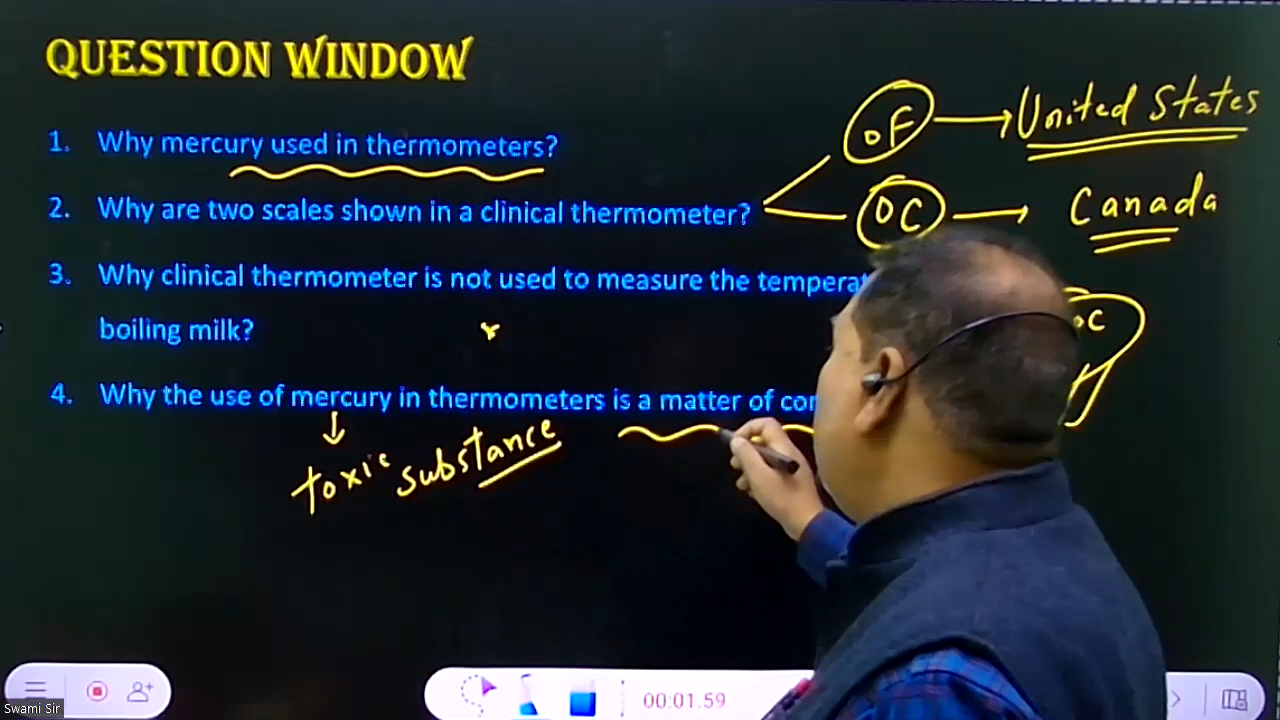 QUESTION WINDOW
1. Why mercury used in thermometers?
2. Why are two scales shown in a clinical thermometer?
3. Why clinical thermometer is not used to measure the
boiling milk?
4. Why the use of mercury in thermometers is a matter of
toxic substance
°F → United States
°C → Canada
°C
00:01.59
Swami Sir